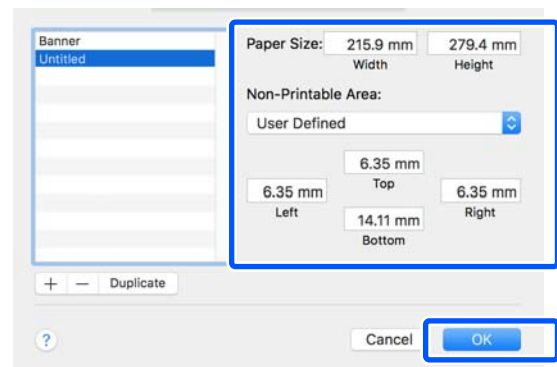 Banner
Untitled
Paper Size: 215.9 mm 279.4 mm
Width Height
Non-Printable Area:
User Defined
6.35 mm
Top
6.35 mm 6.35 mm
Left Right
14.11 mm
Bottom
+ − Duplicate
? Cancel OK